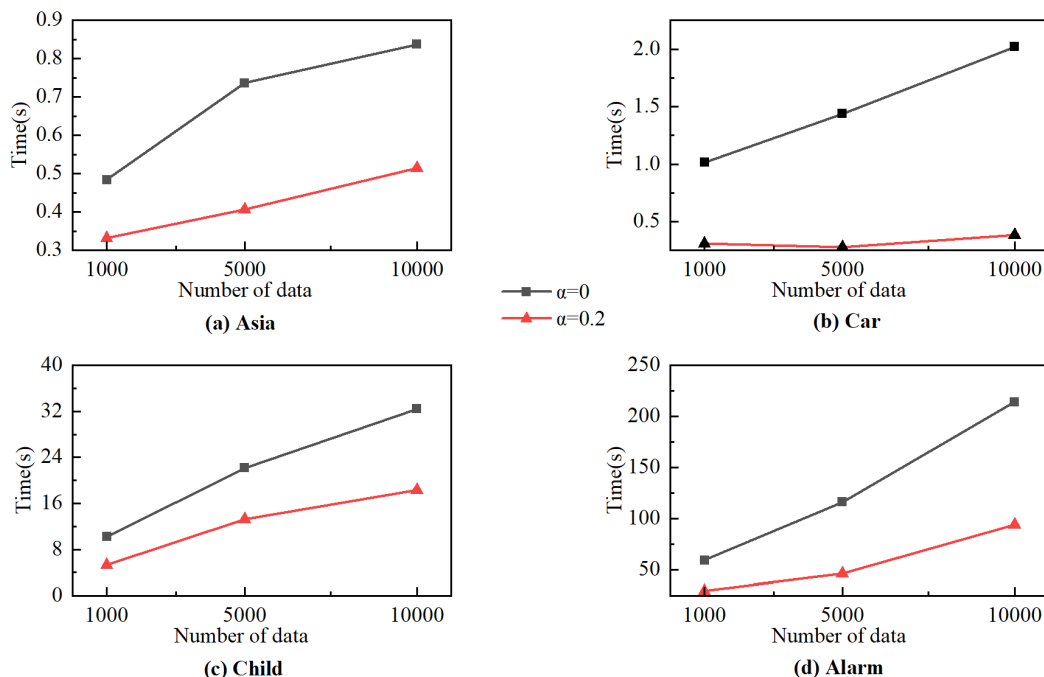 0.9
0.8
0.7
0.6
0.5
0.4
0.3
Time(s)
1000 5000 10000
Number of data
(a) Asia
2.0
1.5
1.0
0.5
Time(s)
1000 5000 10000
Number of data
(b) Car
α=0
α=0.2
40
32
24
16
8
0
Time(s)
1000 5000 10000
Number of data
(c) Child
250
200
150
100
50
Time(s)
1000 5000 10000
Number of data
(d) Alarm